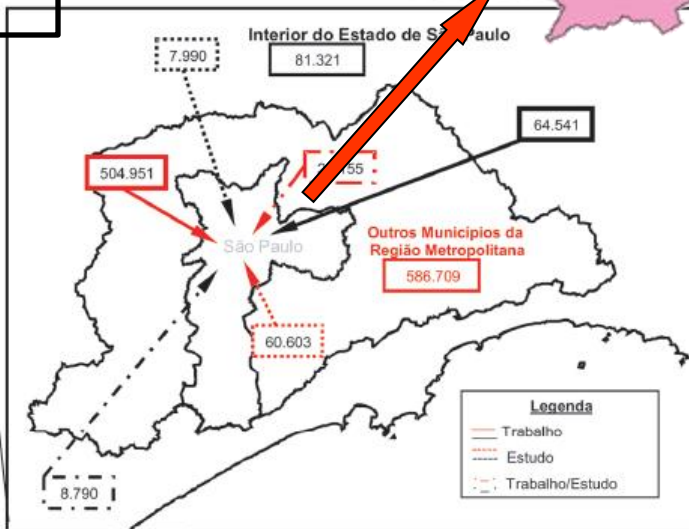 Interior do Estado de São Paulo
7.990
81.321
64.541
504.951
São Paulo
Outros Municípios da
Região Metropolitana
586.709
60.603
8.790
Legenda
Trabalho
Estudo
Trabalho/Estudo